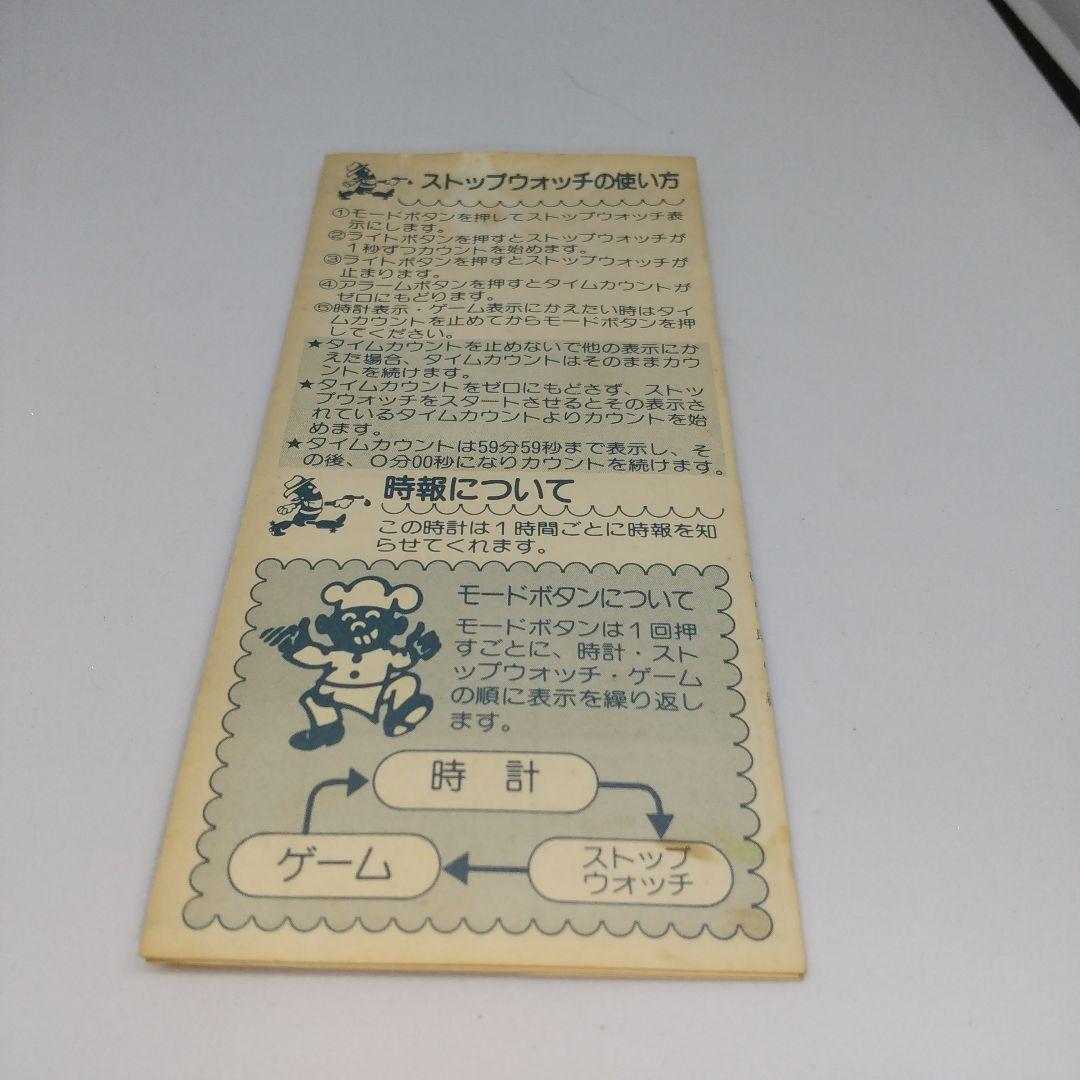 ストップウォッチの使い方
①モードボタンを押してストップウォッチ表
示にします。
②ライトボタンを押すとストップウォッチが
1秒ずつカウントを始めます。
③ライトボタンを押すとストップウォッチが
止まります。
④アラームボタンを押すとタイムカウントが
ゼロにもどります。
⑤時計表示・ゲーム表示にかえたい時はタイ
ムカウントを止めてからモードボタンを押
してください。
★タイムカウントを止めないで他の表示にか
えた場合、タイムカウントはそのままカウ
ントを続けます。
★タイムカウントをゼロにもどさず、ストッ
プウォッチをスタートさせるとその表示さ
れているタイムカウントよりカウントを始
めます。
★タイムカウントは59分59秒まで表示し、そ
の後、0分00秒になりカウントを続けます。
時報について
この時計は1時間ごとに時報を知
らせてくれます。
モードボタンについて
モードボタンは1回押
すごとに、時計・スト
ップウォッチ・ゲーム
の順に表示を繰り返し
ます。
時計
ゲーム
ストップ
ウォッチ